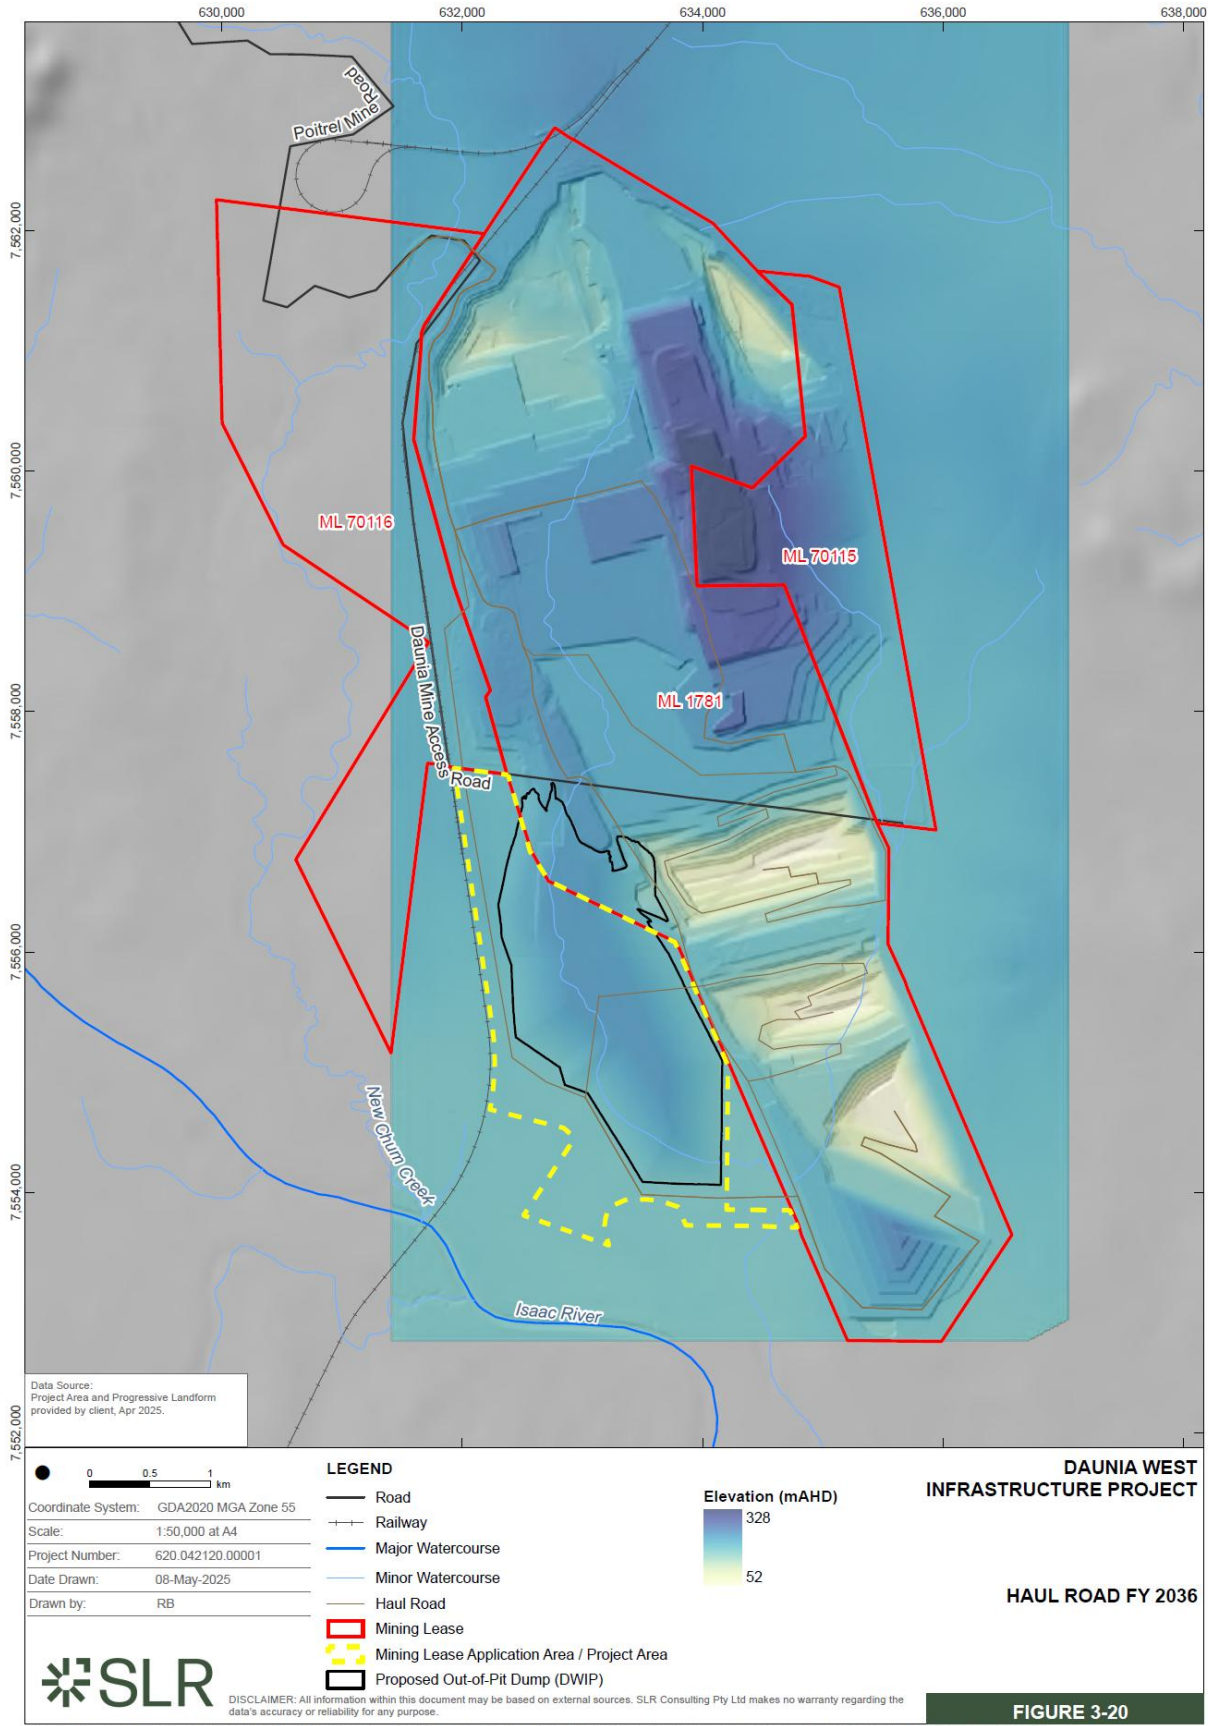 630,000
632,000
634,000
636,000
638,000
7,562,000
7,560,000
7,558,000
7,556,000
7,554,000
7,552,000
Poitrel Mine
Road
ML 70116
ML 70115
ML 1781
Daunia Mine Access
Road
New Chum Creek
Isaac River
Data Source:
Project Area and Progressive Landform
provided by client, Apr 2025.
0 0.5 1
km
Coordinate System: GDA2020 MGA Zone 55
Scale: 1:50,000 at A4
Project Number: 620.042120.00001
Date Drawn: 08-May-2025
Drawn by: RB
SLR
LEGEND
Road
Railway
Major Watercourse
Minor Watercourse
Haul Road
Mining Lease
Mining Lease Application Area / Project Area
Proposed Out-of-Pit Dump (DWIP)
Elevation (mAHD)
328
52
DAUNIA WEST
INFRASTRUCTURE PROJECT
HAUL ROAD FY 2036
DISCLAIMER: All information within this document may be based on external sources. SLR Consulting Pty Ltd makes no warranty regarding the
data's accuracy or reliability for any purpose.
FIGURE 3-20